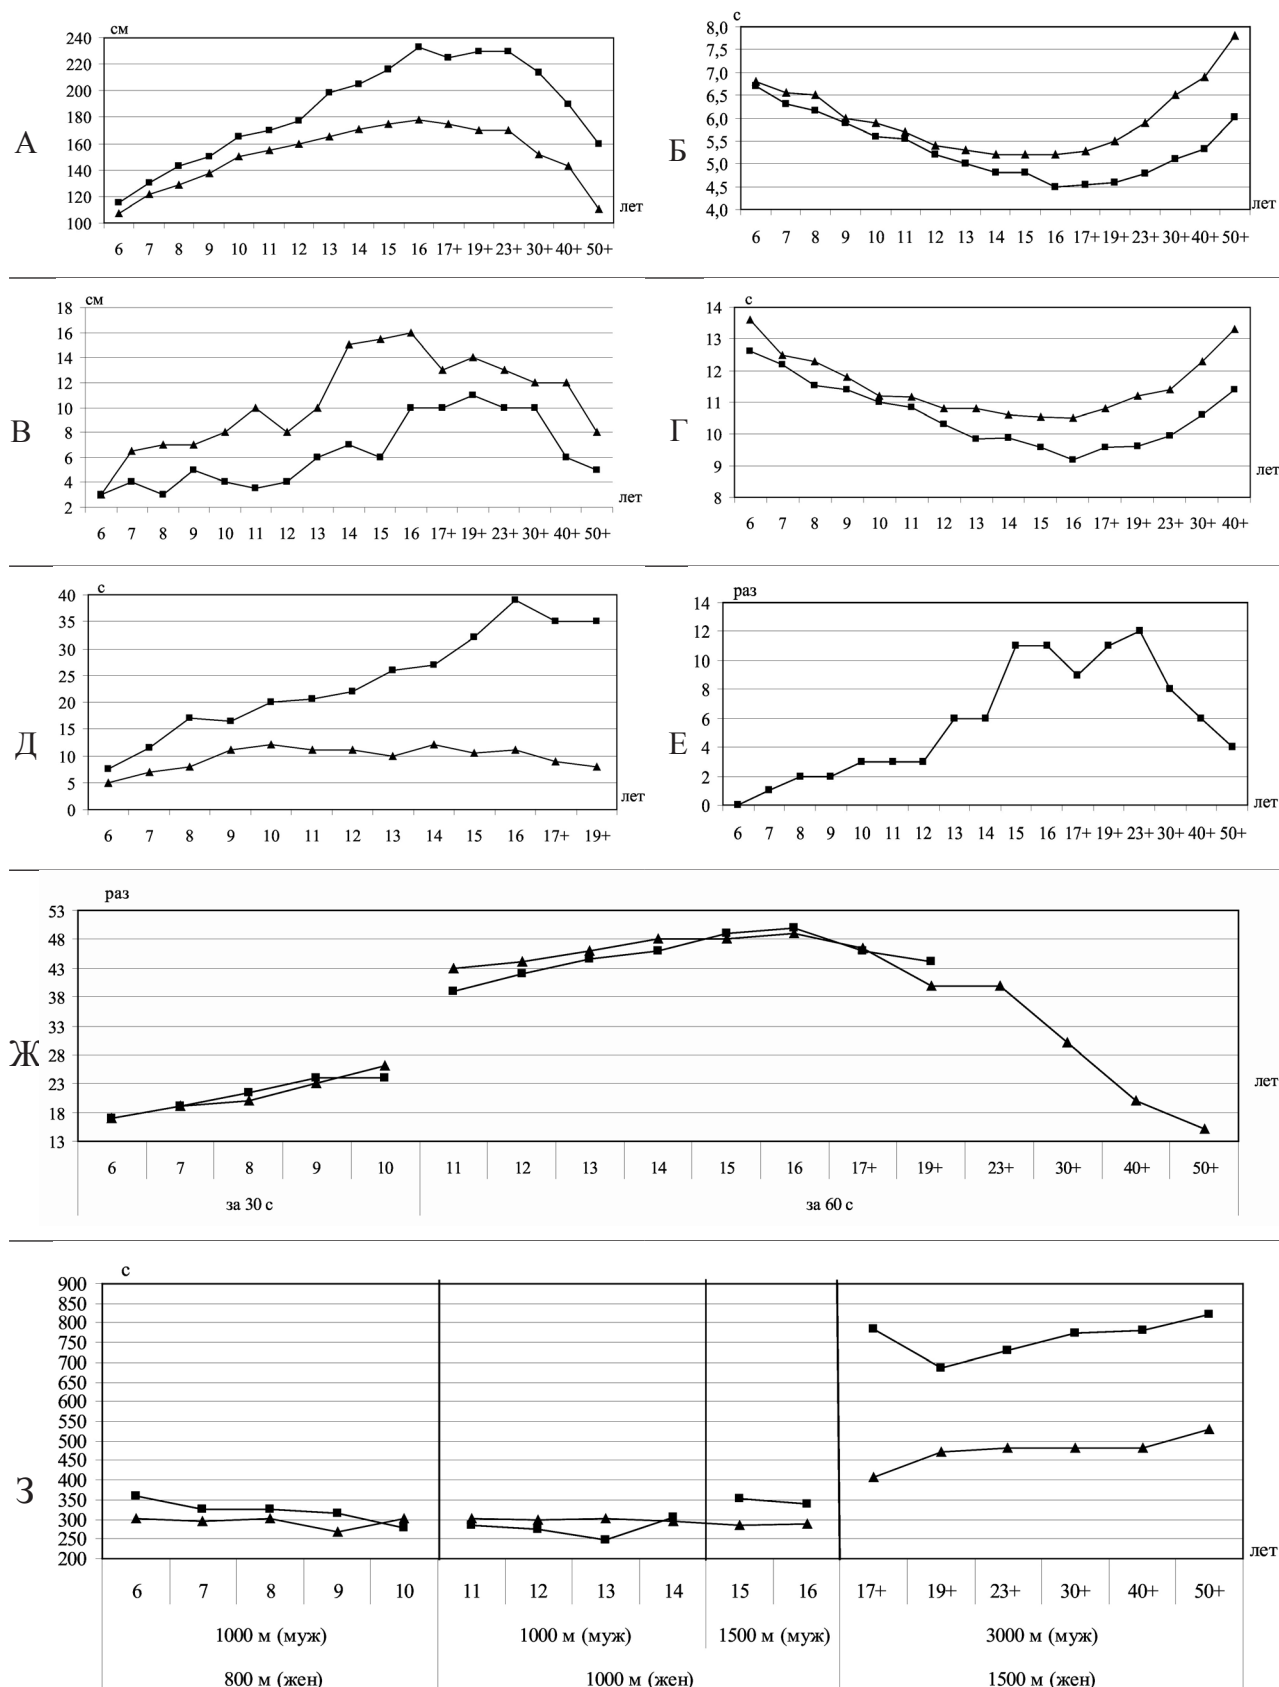 А
см
240
220
200
180
160
140
120
100
лет
6 7 8 9 10 11 12 13 14 15 16 17+ 19+ 23+ 30+ 40+ 50+
Б
с
8,0
7,5
7,0
6,5
6,0
5,5
5,0
4,5
4,0
лет
6 7 8 9 10 11 12 13 14 15 16 17+ 19+ 23+ 30+ 40+ 50+
В
см
18
16
14
12
10
8
6
4
2
лет
6 7 8 9 10 11 12 13 14 15 16 17+ 19+ 23+ 30+ 40+ 50+
Г
с
14
13
12
11
10
9
8
лет
6 7 8 9 10 11 12 13 14 15 16 17+ 19+ 23+ 30+ 40+
Д
с
40
35
30
25
20
15
10
5
0
лет
6 7 8 9 10 11 12 13 14 15 16 17+ 19+
Е
раз
14
12
10
8
6
4
2
0
лет
6 7 8 9 10 11 12 13 14 15 16 17+ 19+ 23+ 30+ 40+ 50+
Ж
раз
53
48
43
38
33
28
23
18
13
лет
6 7 8 9 10 11 12 13 14 15 16 17+ 19+ 23+ 30+ 40+ 50+
за 30 с за 60 с
З
с
900
850
800
750
700
650
600
550
500
450
400
350
300
250
200
лет
6 7 8 9 10 11 12 13 14 15 16 17+ 19+ 23+ 30+ 40+ 50+
1000 м (муж) 1000 м (муж) 1500 м (муж) 3000 м (муж)
800 м (жен) 1000 м (жен) 1500 м (жен)